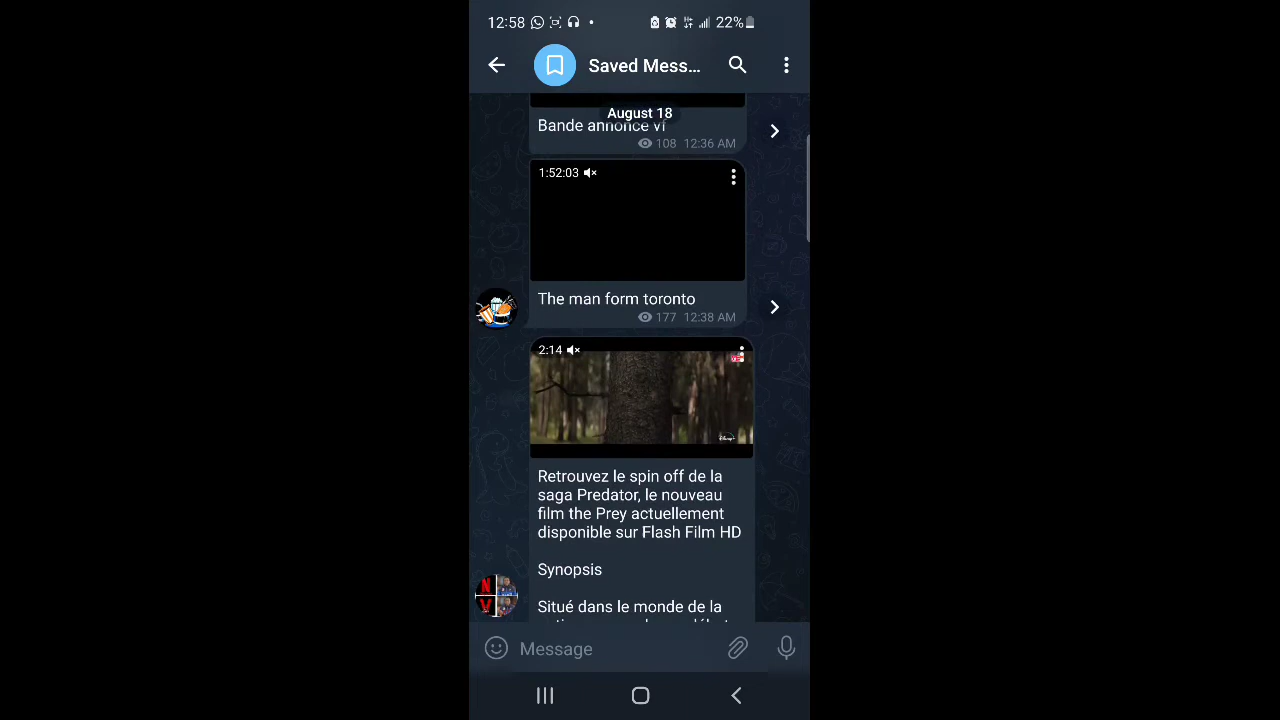 12:58 22%
Saved Mess...
August 18
Bande annonce vf
108 12:36 AM
1:52:03
The man form toronto
177 12:38 AM
2:14
Disney+
Retrouvez le spin off de la
saga Predator, le nouveau
film the Prey actuellement
disponible sur Flash Film HD
Synopsis
Situé dans le monde de la
Message